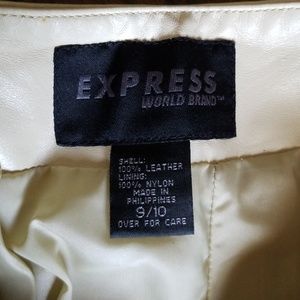 EXPRESS
WORLD BRAND™
SHELL:
100% LEATHER
LINING:
100% NYLON
MADE IN
PHILIPPINES
9/10
OVER FOR CARE